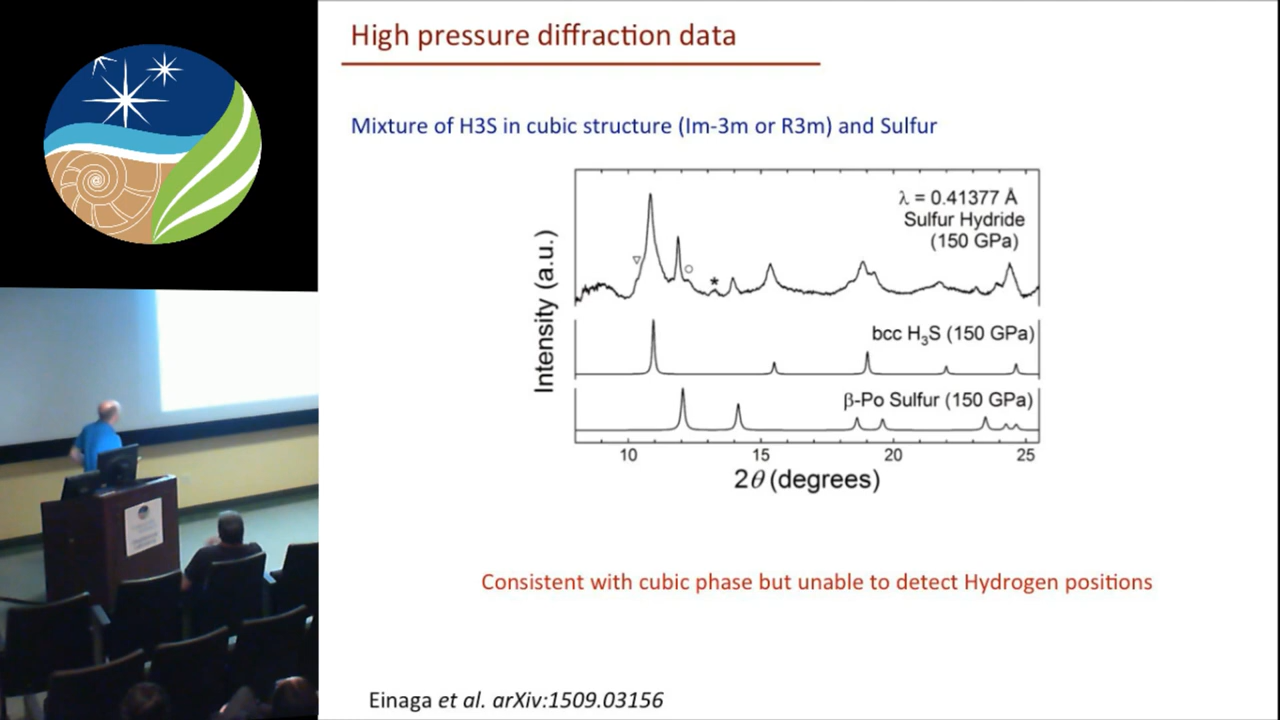 High pressure diffraction data
Mixture of H3S in cubic structure (Im-3m or R3m) and Sulfur
λ = 0.41377 Å
Sulfur Hydride
(150 GPa)
▽
○
*
bcc H₃S (150 GPa)
β-Po Sulfur (150 GPa)
Intensity (a.u.)
10 15 20 25
2θ (degrees)
Consistent with cubic phase but unable to detect Hydrogen positions
Einaga et al. arXiv:1509.03156